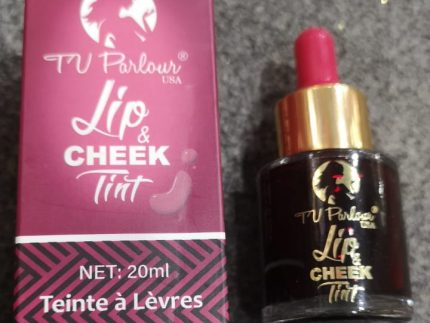 TV Parlour®
USA
Lip
&
CHEEK
Tint
NET: 20ml
Teinte à Lèvres
TV Parlour®
USA
Lip
&
CHEEK
Tint